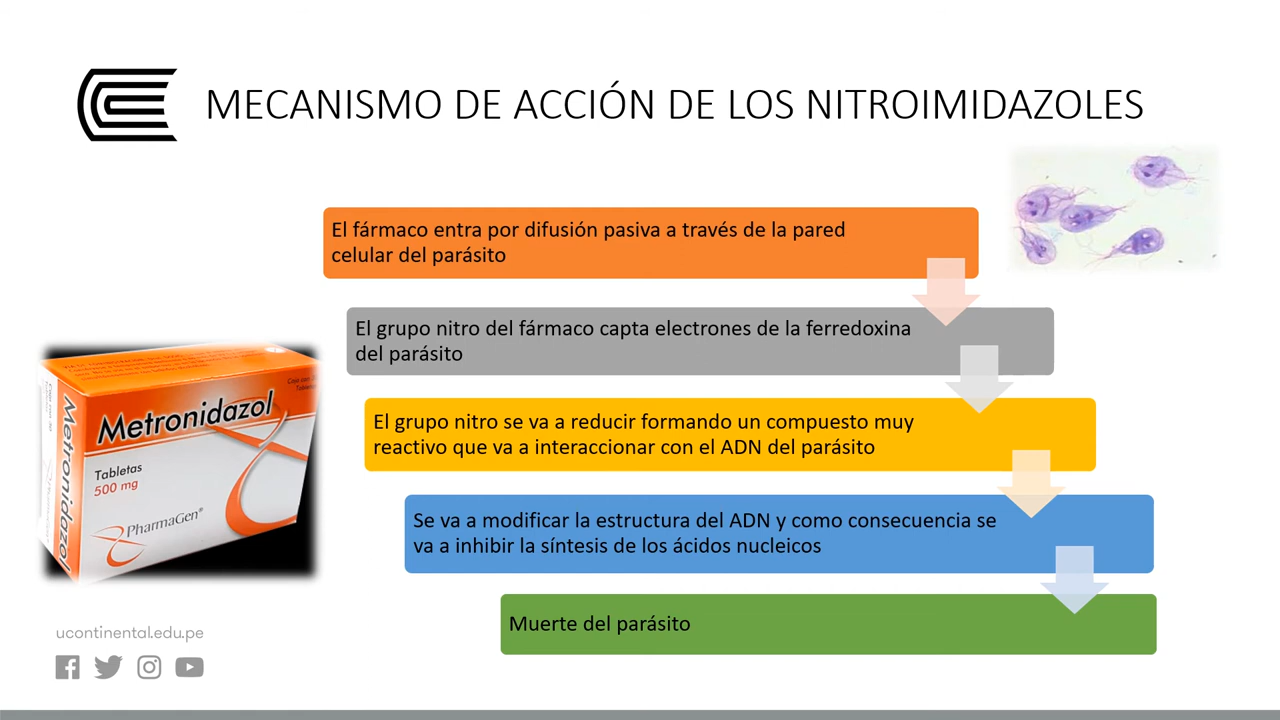 MECANISMO DE ACCIÓN DE LOS NITROIMIDAZOLES
El fármaco entra por difusión pasiva a través de la pared
celular del parásito
El grupo nitro del fármaco capta electrones de la ferredoxina
del parásito
El grupo nitro se va a reducir formando un compuesto muy
reactivo que va a interaccionar con el ADN del parásito
Se va a modificar la estructura del ADN y como consecuencia se
va a inhibir la síntesis de los ácidos nucleicos
Muerte del parásito
Metronidazol
Tabletas
500 mg
PharmaGen®
Metronidazol
ucontinental.edu.pe